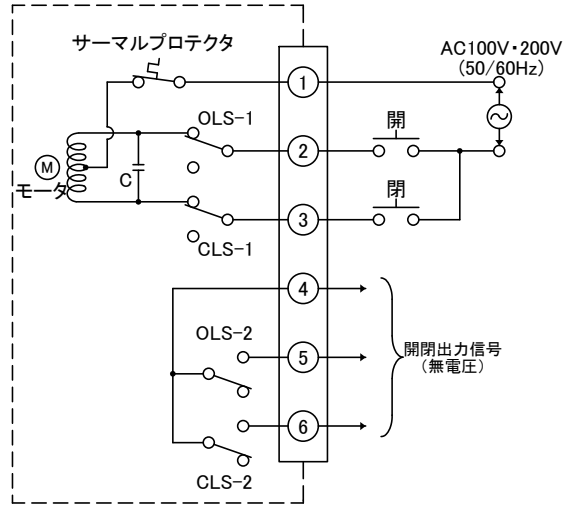 サーマルプロテクタ
AC100V・200V
(50/60Hz)
1
OLS-1
開
2
M
モータ
C
閉
3
CLS-1
4
OLS-2
5
開閉出力信号
(無電圧)
6
CLS-2